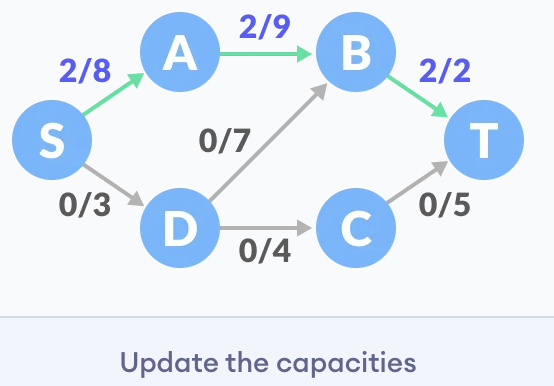 2/9
A
B
2/8
2/2
S
0/7
T
0/3
0/5
D
C
0/4
Update the capacities